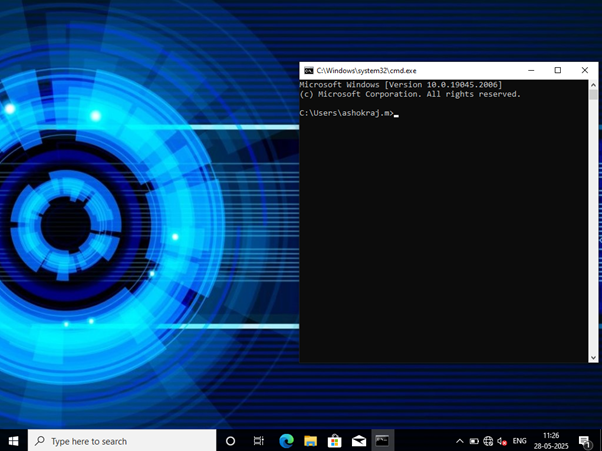 C:\Windows\system32\cmd.exe
Microsoft Windows [Version 10.0.19045.2006]
(c) Microsoft Corporation. All rights reserved.
C:\Users\ashokraj.m>
Type here to search
ENG
11:26
28-05-2025
1